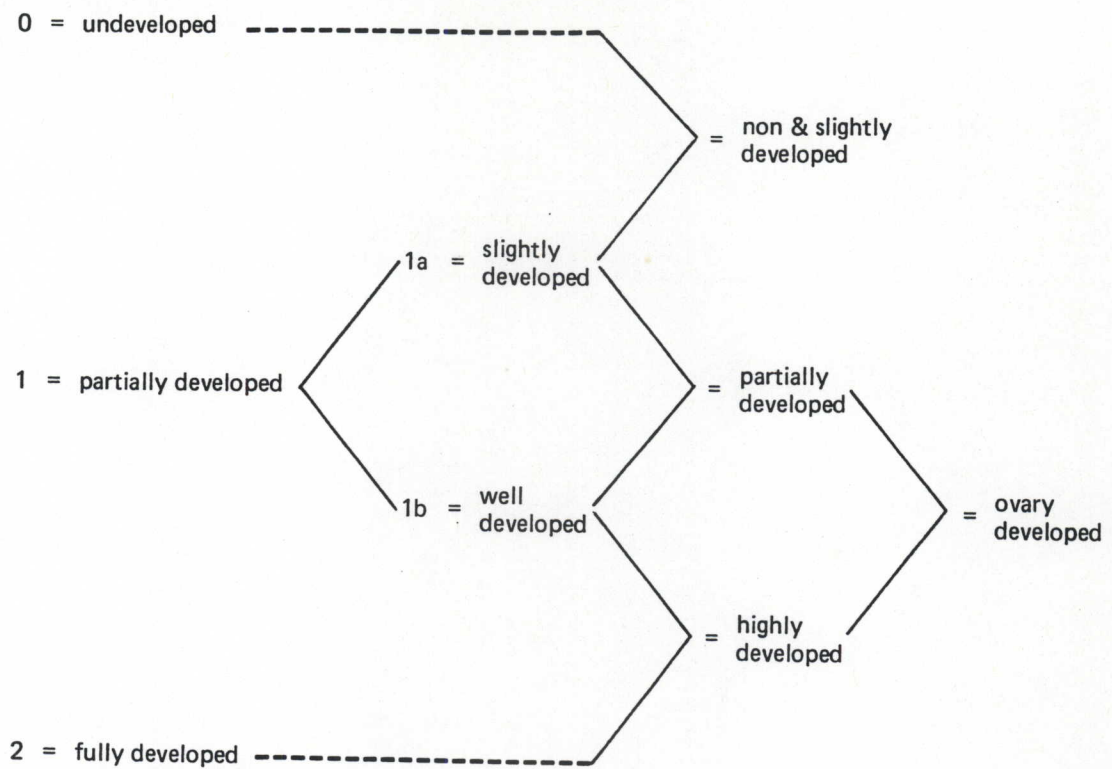 0 = undeveloped
= non & slightly
developed
1a = slightly
developed
1 = partially developed
= partially
developed
1b = well
developed
= ovary
developed
= highly
developed
2 = fully developed